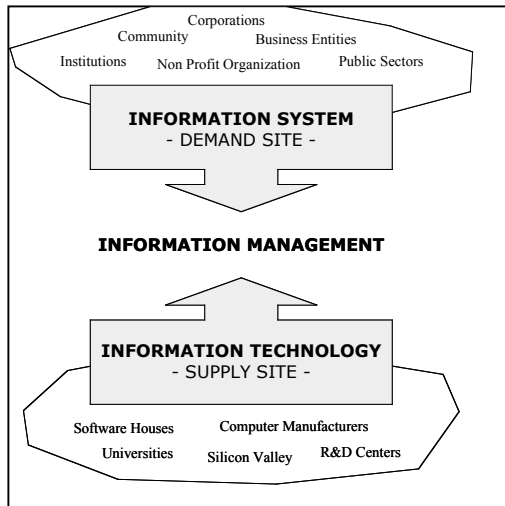 Corporations
Community Business Entities
Institutions Non Profit Organization Public Sectors
INFORMATION SYSTEM
- DEMAND SITE -
INFORMATION MANAGEMENT
INFORMATION TECHNOLOGY
- SUPPLY SITE -
Software Houses Computer Manufacturers
Universities Silicon Valley R&D Centers